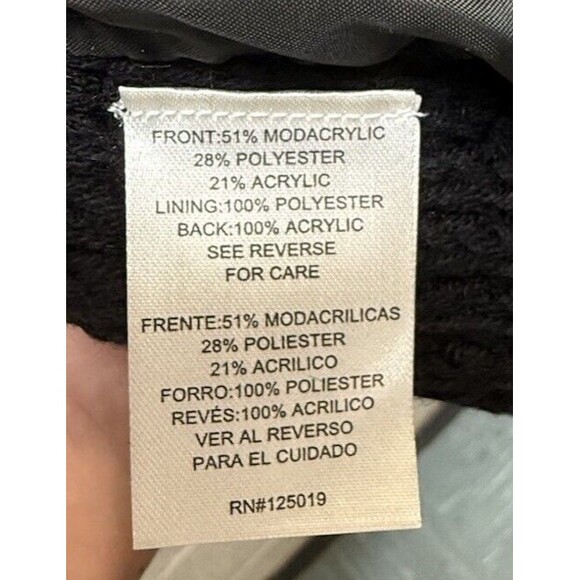 FRONT:51% MODACRYLIC
28% POLYESTER
21% ACRYLIC
LINING:100% POLYESTER
BACK:100% ACRYLIC
SEE REVERSE
FOR CARE
FRENTE:51% MODACRILICAS
28% POLIESTER
21% ACRILICO
FORRO:100% POLIESTER
REVÉS:100% ACRILICO
VER AL REVERSO
PARA EL CUIDADO
RN#125019